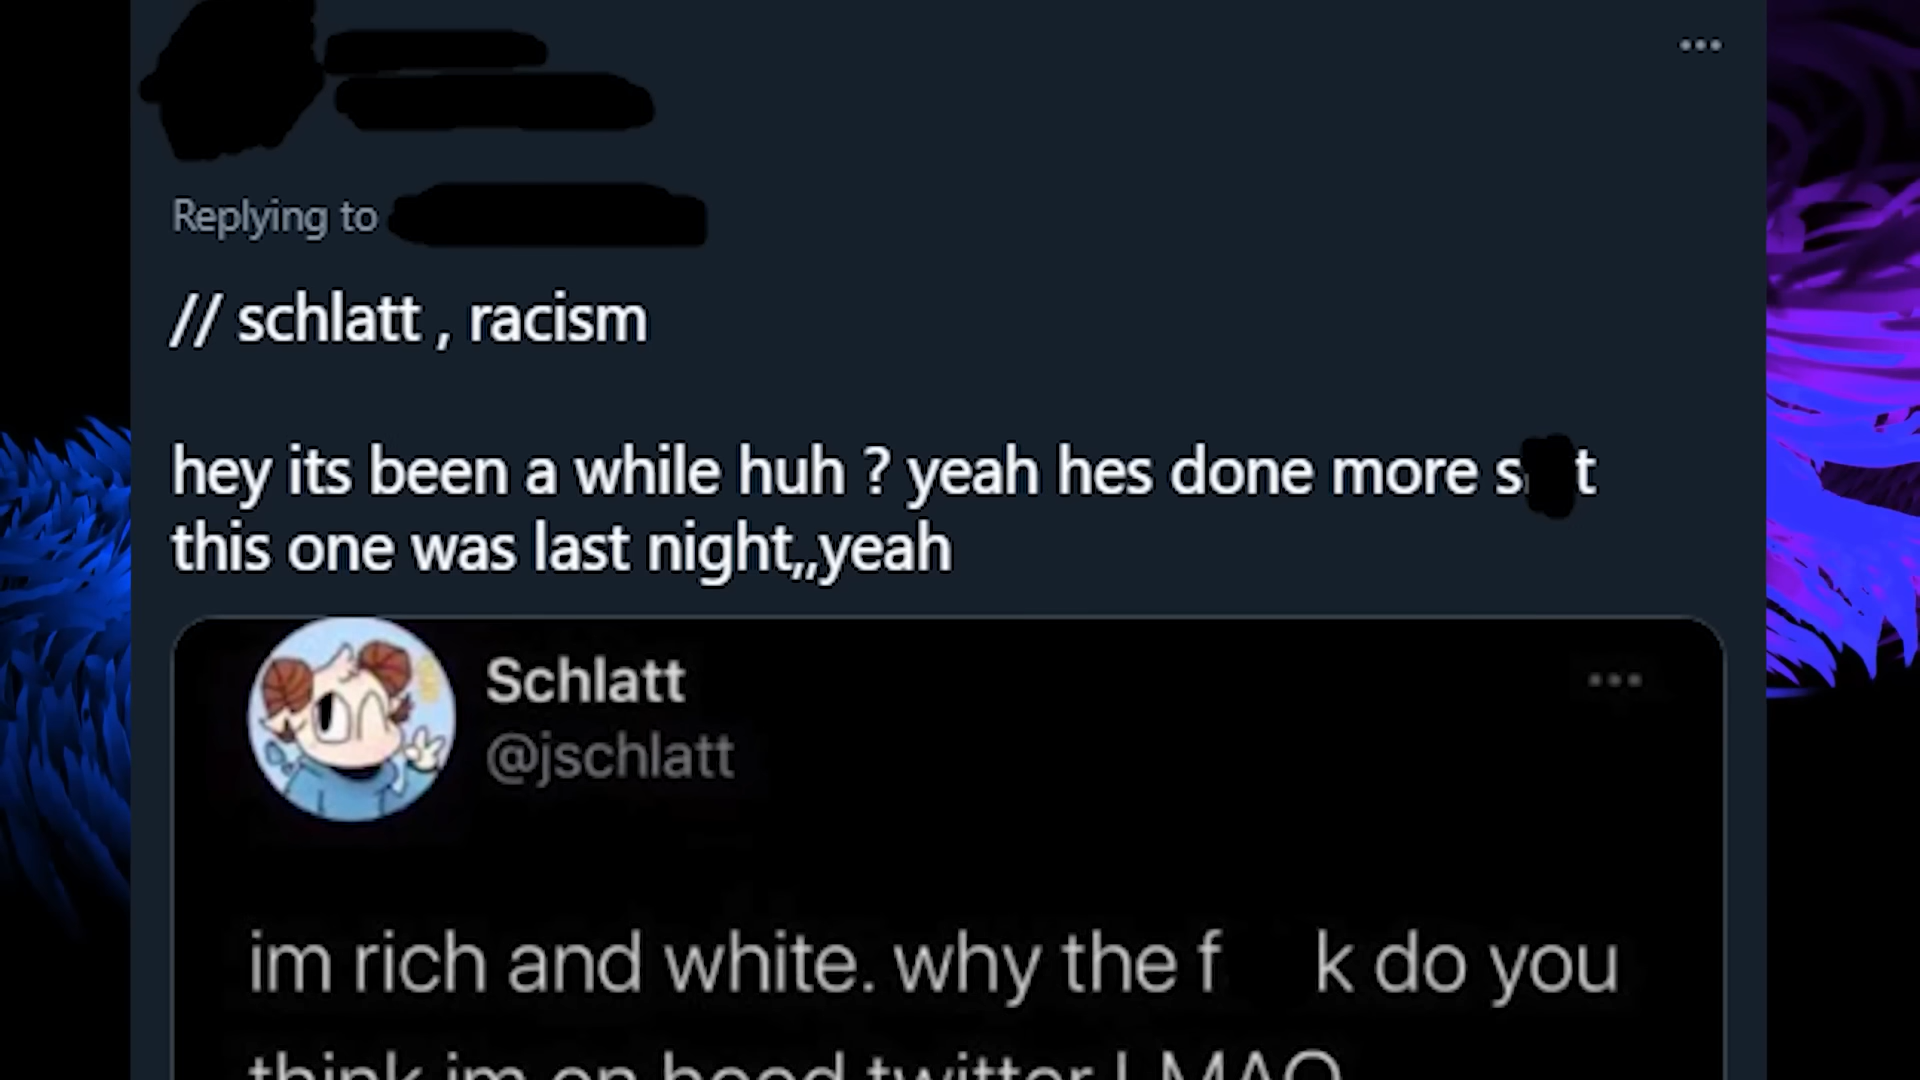 Replying to
// schlatt , racism
hey its been a while huh ? yeah hes done more s t
this one was last night,,yeah
Schlatt
@jschlatt
im rich and white. why the f k do you
think im on hood twitter LMAO